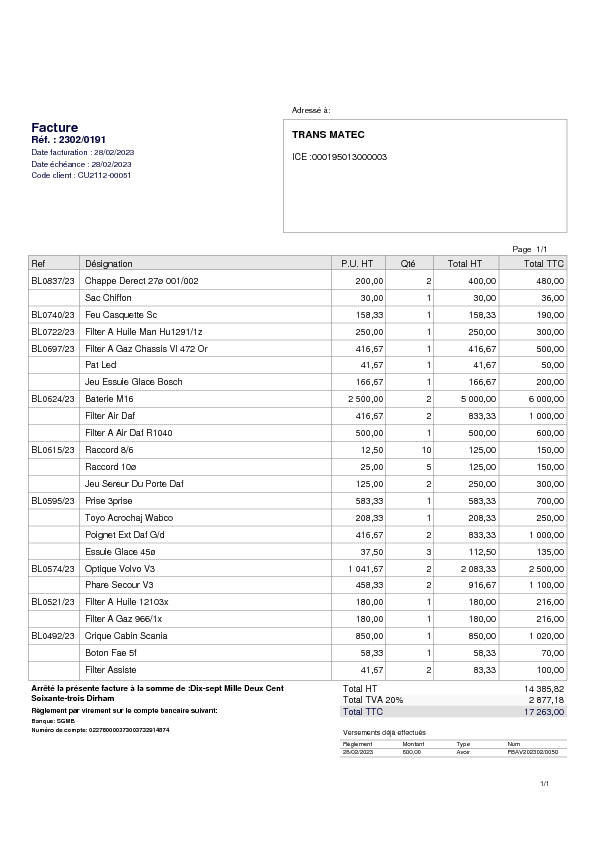 Adressé à:
Facture
Réf. : 2302/0191
Date facturation : 28/02/2023
Date échéance : 28/02/2023
Code client : CU2112-00051
TRANS MATEC
ICE :000195013000003
Page 1/1
Ref Désignation P.U. HT Qté Total HT Total TTC
BL0837/23 Chappe Derect 27ø 001/002 200,00 2 400,00 480,00
Sac Chiffon 30,00 1 30,00 36,00
BL0740/23 Feu Casquette Sc 158,33 1 158,33 190,00
BL0722/23 Filter A Huile Man Hu1291/1z 250,00 1 250,00 300,00
BL0697/23 Filter A Gaz Chassis Vl 472 Or 416,67 1 416,67 500,00
Pat Led 41,67 1 41,67 50,00
Jeu Essuie Glace Bosch 166,67 1 166,67 200,00
BL0624/23 Baterie M16 2 500,00 2 5 000,00 6 000,00
Filter Air Daf 416,67 2 833,33 1 000,00
Filter A Air Daf R1040 500,00 1 500,00 600,00
BL0615/23 Raccord 8/6 12,50 10 125,00 150,00
Raccord 10ø 25,00 5 125,00 150,00
Jeu Sereur Du Porte Daf 125,00 2 250,00 300,00
BL0595/23 Prise 3prise 583,33 1 583,33 700,00
Toyo Acrochaj Wabco 208,33 1 208,33 250,00
Poignet Ext Daf G/d 416,67 2 833,33 1 000,00
Essuie Glace 45ø 37,50 3 112,50 135,00
BL0574/23 Optique Volvo V3 1 041,67 2 2 083,33 2 500,00
Phare Secour V3 458,33 2 916,67 1 100,00
BL0521/23 Filter A Huile 12103x 180,00 1 180,00 216,00
Filter A Gaz 966/1x 180,00 1 180,00 216,00
BL0492/23 Crique Cabin Scania 850,00 1 850,00 1 020,00
Boton Fae 5f 58,33 1 58,33 70,00
Filter Assiste 41,67 2 83,33 100,00
Arrêté la présente facture à la somme de :Dix-sept Mille Deux Cent
Soixante-trois Dirham
Règlement par virement sur le compte bancaire suivant:
Banque: SGMB
Numéro de compte:
Total HT 14 385,82
Total TVA 20% 2 877,18
Total TTC 17 263,00
Versements déjà effectués
Règlement Montant Type Num
28/02/2023 600,00 Avoir FBAV202302/0050
1/1